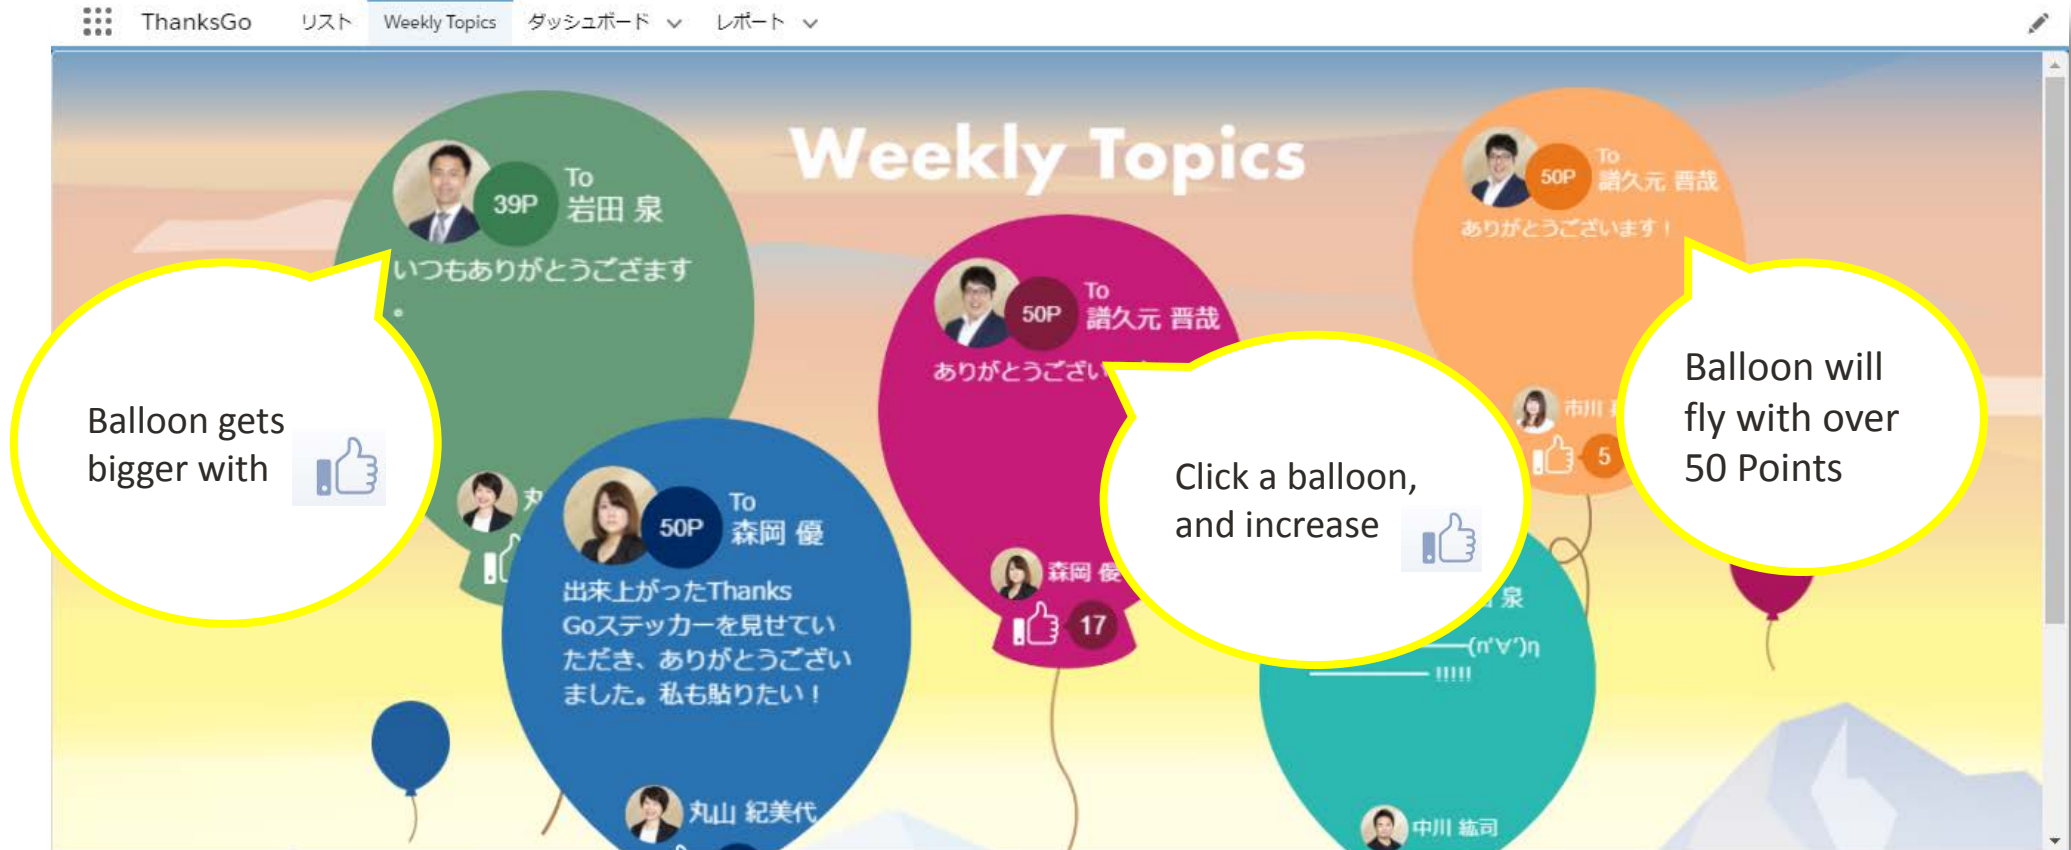 ThanksGo リスト Weekly Topics ダッシュボード レポート
Weekly Topics
39P
To
岩田 泉
いつもありがとうござます
。
Balloon gets
bigger with
50P
To
森岡 優
出来上がったThanks
Goステッカーを見せてい
ただき、ありがとうござい
ました。私も貼りたい！
丸山 紀美代
50P
To
譜久元 晋哉
ありがとうござい
森岡 優
17
Click a balloon,
and increase
50P
To
譜久元 晋哉
ありがとうございます！
市川
5
Balloon will
fly with over
50 Points
泉
━━━(n'∀')η
━━━━━━ !!!!!
中川 紘司